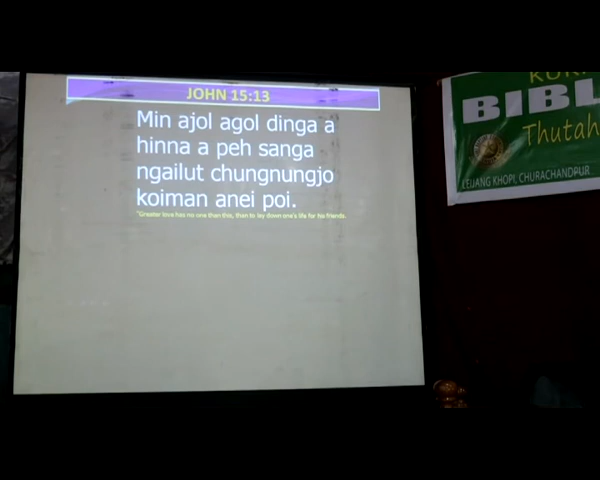 JOHN 15:13
Min ajol agol dinga a
hinna a peh sanga
ngailut chungnungjo
koiman anei poi.
"Greater love has no one than this, than to lay down one's life for his friends.
BIBL
Thutah
LEIJANG KHOPI, CHURACHANDPUR